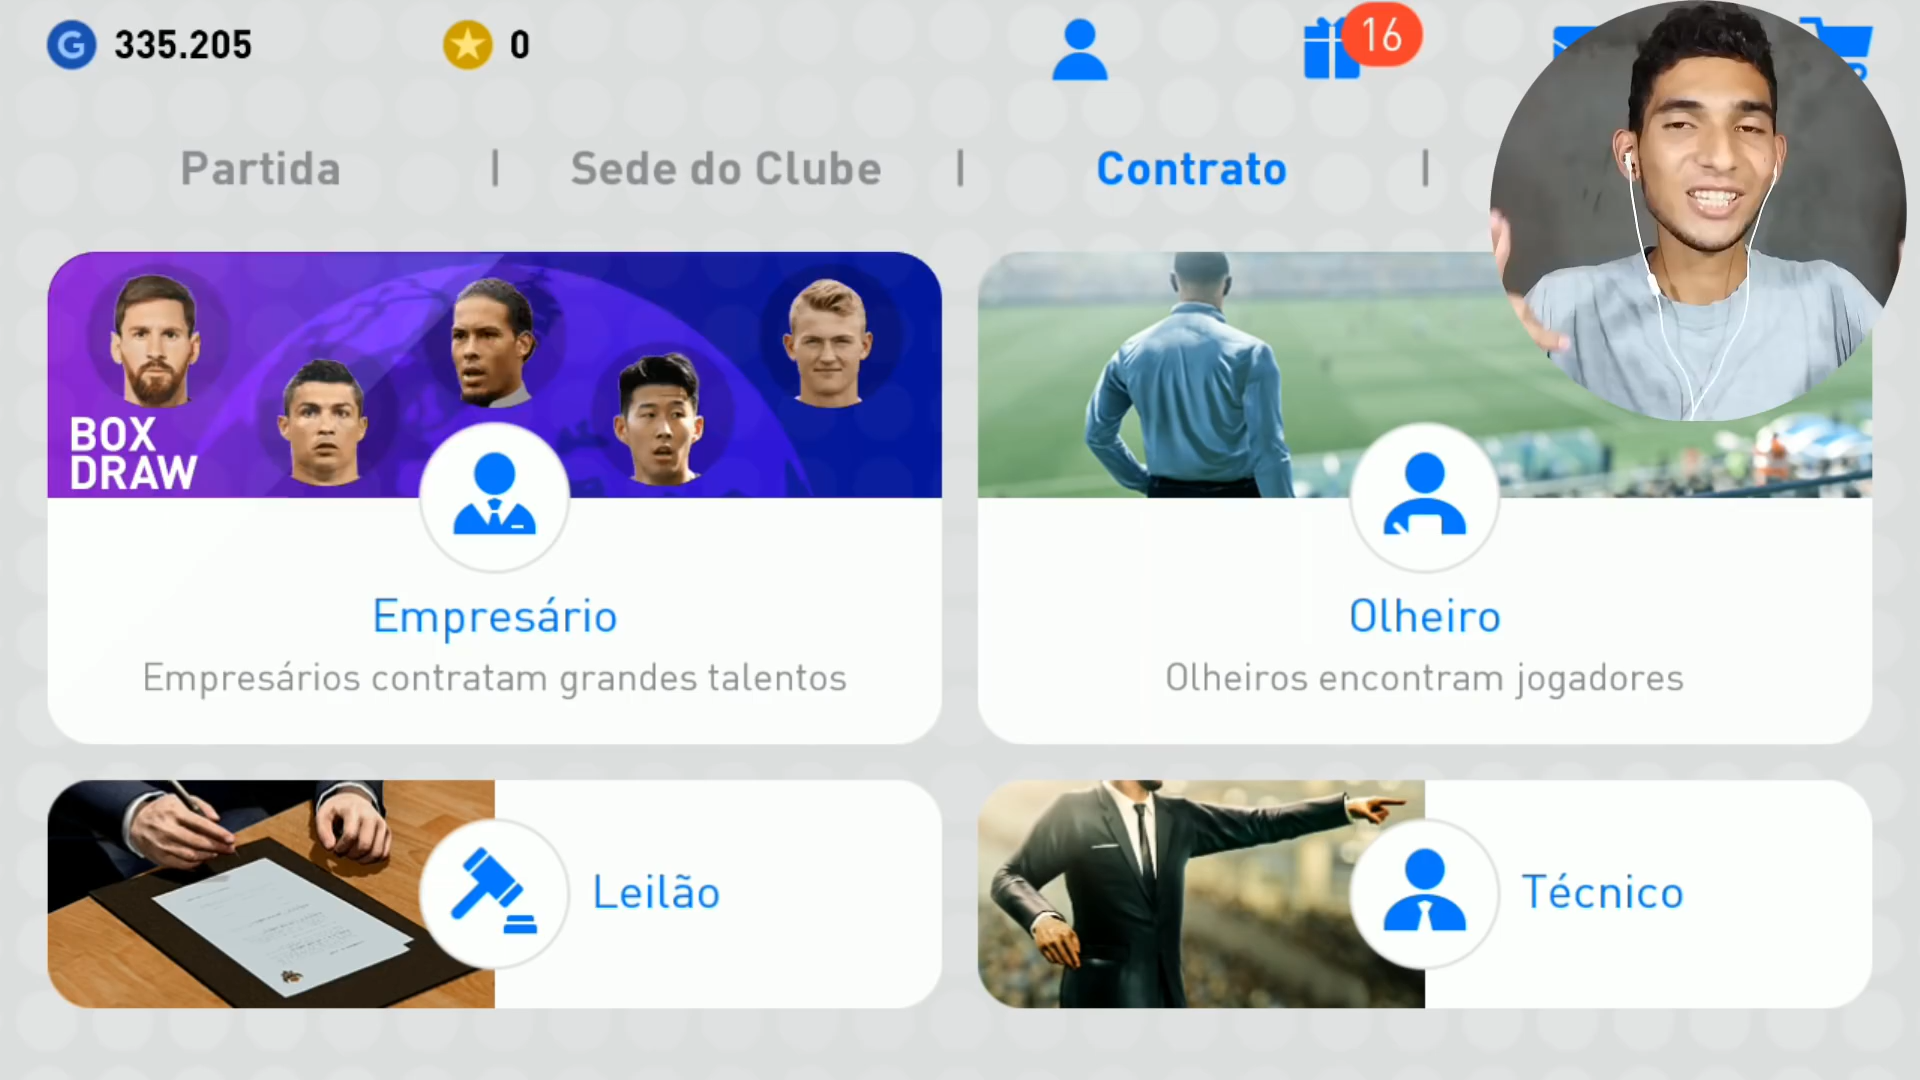 G 335.205
0
16
Partida | Sede do Clube | Contrato |
BOX
DRAW
Empresário
Empresários contratam grandes talentos
Olheiro
Olheiros encontram jogadores
Leilão
Técnico